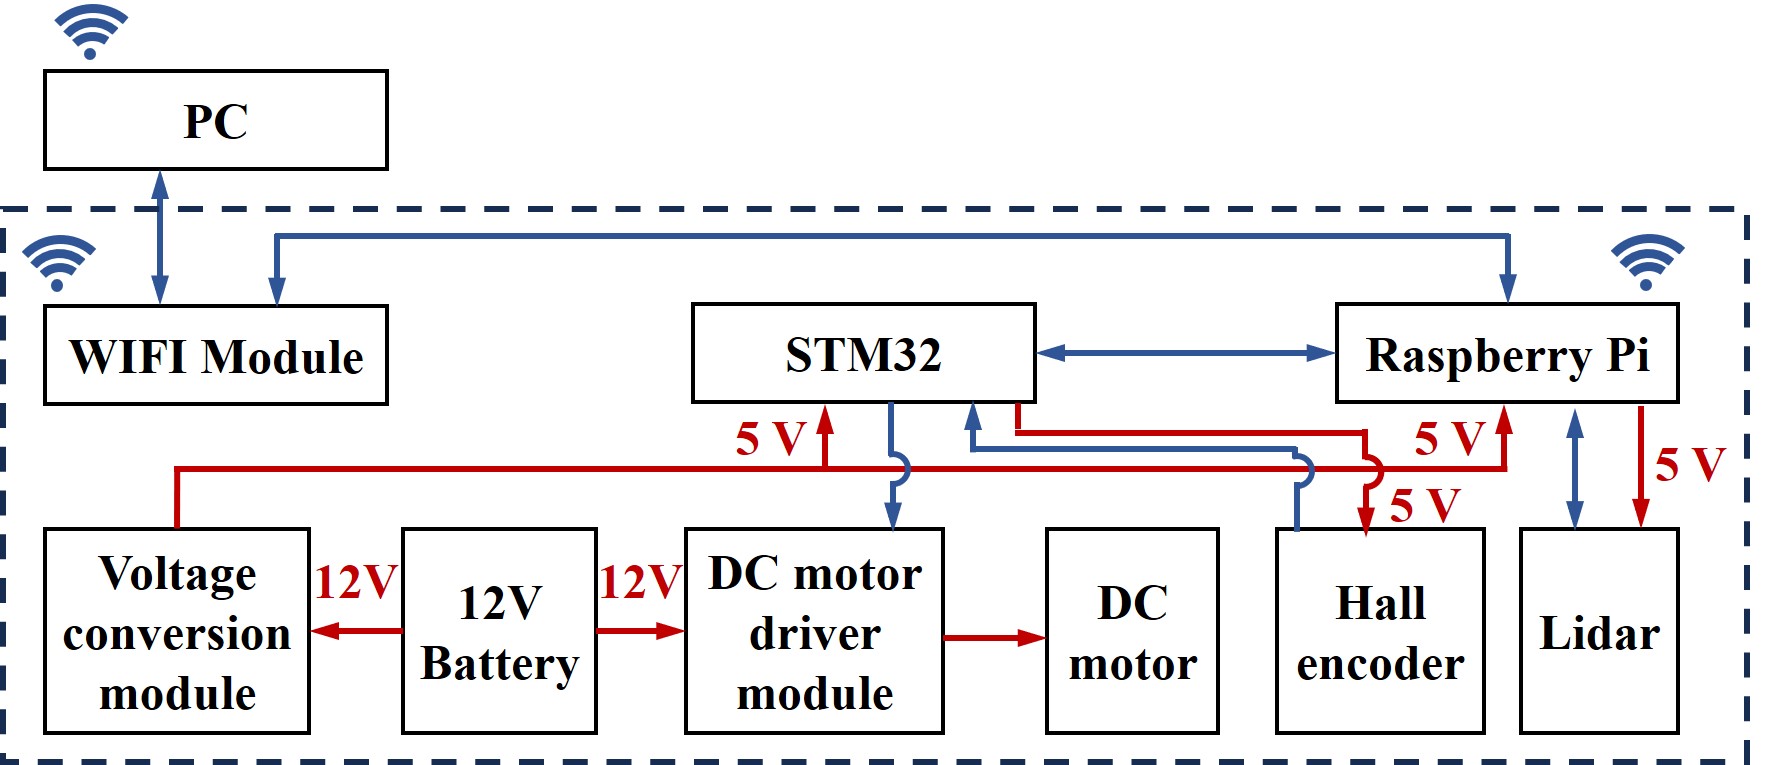 PC
WIFI Module
STM32
Raspberry Pi
5 V
5 V
5 V
5 V
Voltage
conversion
module
12V
12V
Battery
12V
DC motor
driver
module
DC
motor
Hall
encoder
Lidar